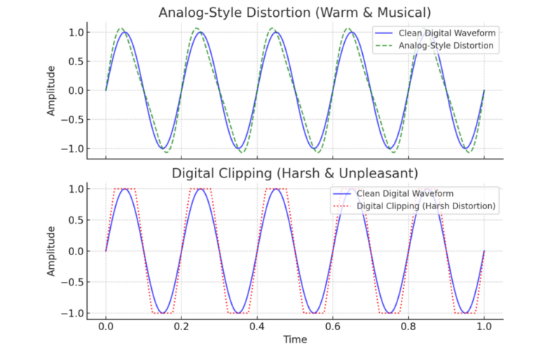 Analog-Style Distortion (Warm & Musical)
Clean Digital Waveform
Analog-Style Distortion
Amplitude
1.0
0.5
0.0
−0.5
−1.0
Digital Clipping (Harsh & Unpleasant)
Clean Digital Waveform
Digital Clipping (Harsh Distortion)
Amplitude
1.0
0.5
0.0
−0.5
−1.0
0.0 0.2 0.4 0.6 0.8 1.0
Time